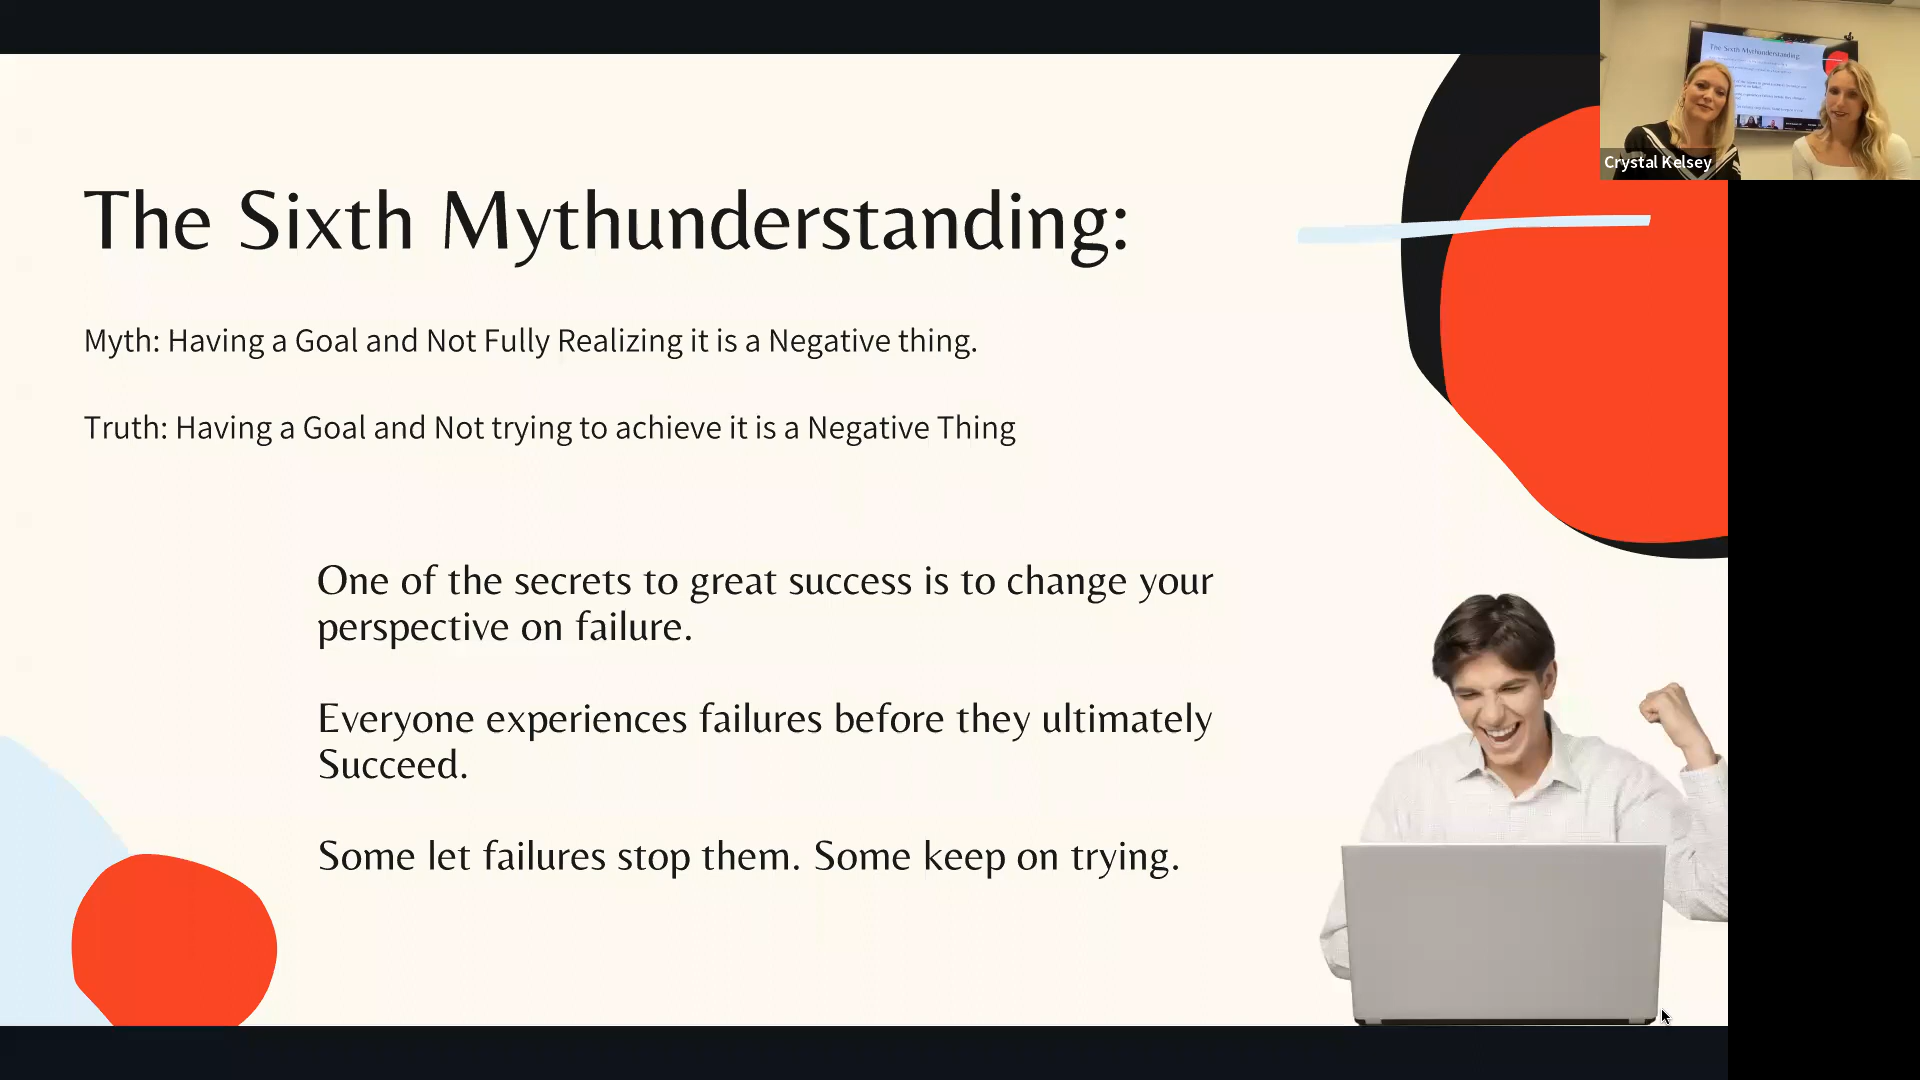 The Sixth Mythunderstanding:
Myth: Having a Goal and Not Fully Realizing it is a Negative thing.
Truth: Having a Goal and Not trying to achieve it is a Negative Thing
One of the secrets to great success is to change your
perspective on failure.
Everyone experiences failures before they ultimately
Succeed.
Some let failures stop them. Some keep on trying.
The Sixth Mythunderstanding:
Crystal Kelsey